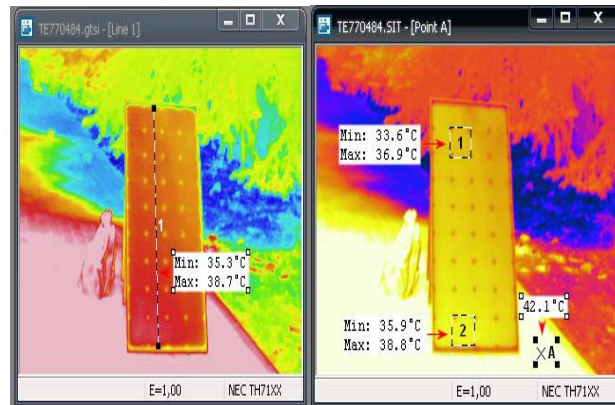 TE770484.gtsi - [Line 1]
1
Min: 35.3°C
Max: 38.7°C
E=1,00
NEC TH71XX
TE770484.SIT - [Point A]
Min: 33.6°C
Max: 36.9°C
1
42.1°C
Min: 35.9°C
Max: 38.8°C
2
A
E=1,00
NEC TH71XX